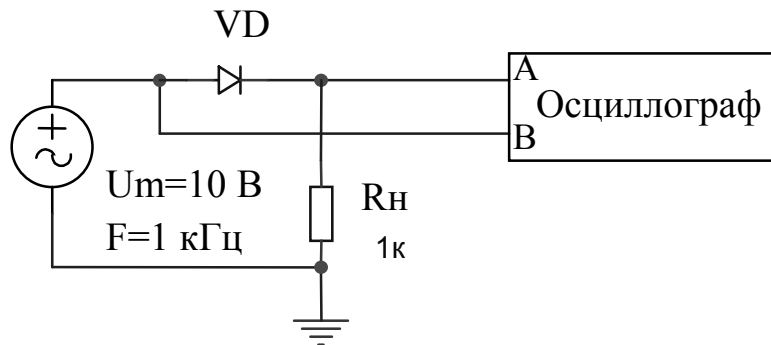 VD
A
Осциллограф
B
Um=10 В
F=1 кГц
Rн
1к